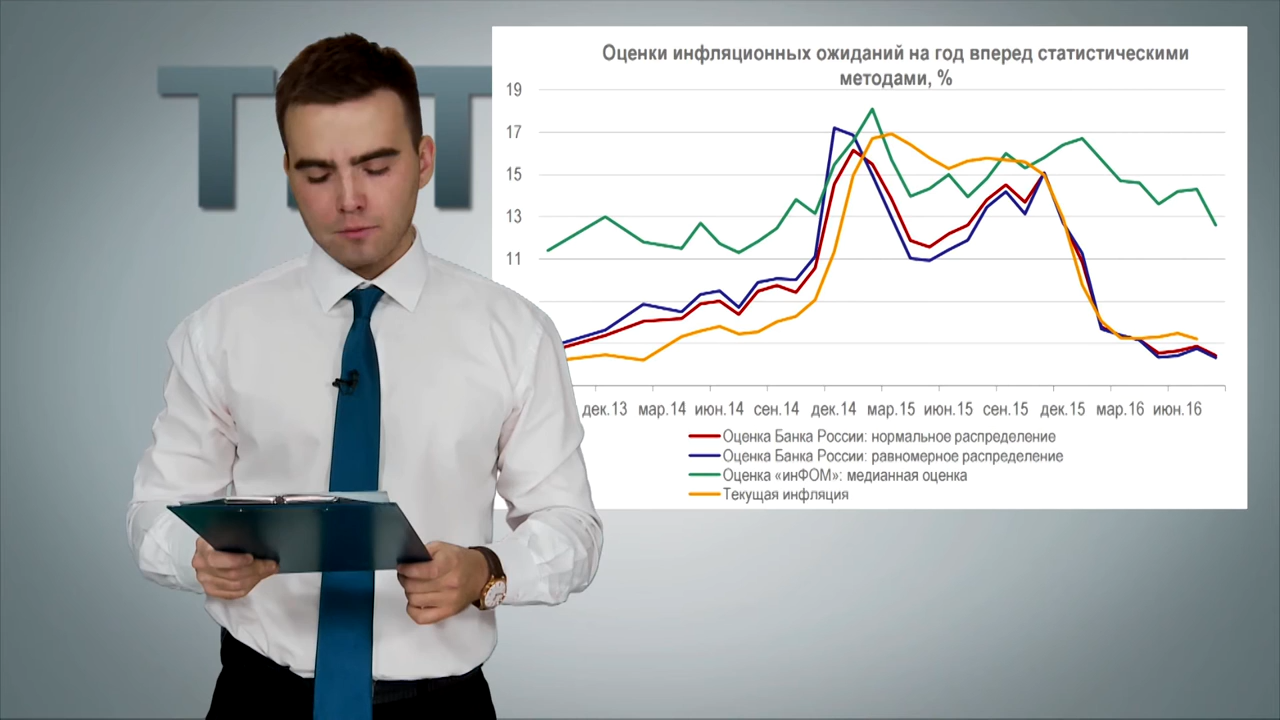 Оценки инфляционных ожиданий на год вперед статистическими
методами, %
19
17
15
13
11
дек.13 мар.14 июн.14 сен.14 дек.14 мар.15 июн.15 сен.15 дек.15 мар.16 июн.16
Оценка Банка России: нормальное распределение
Оценка Банка России: равномерное распределение
Оценка «инФОМ»: медианная оценка
Текущая инфляция